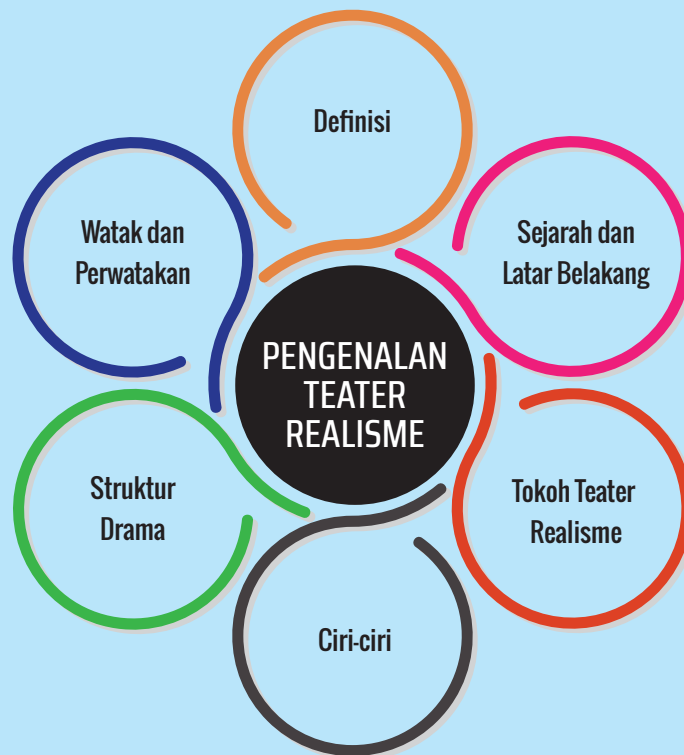 Definisi
Sejarah dan
Latar Belakang
Tokoh Teater
Realisme
Ciri-ciri
Struktur
Drama
Watak dan
Perwatakan
PENGENALAN
TEATER
REALISME